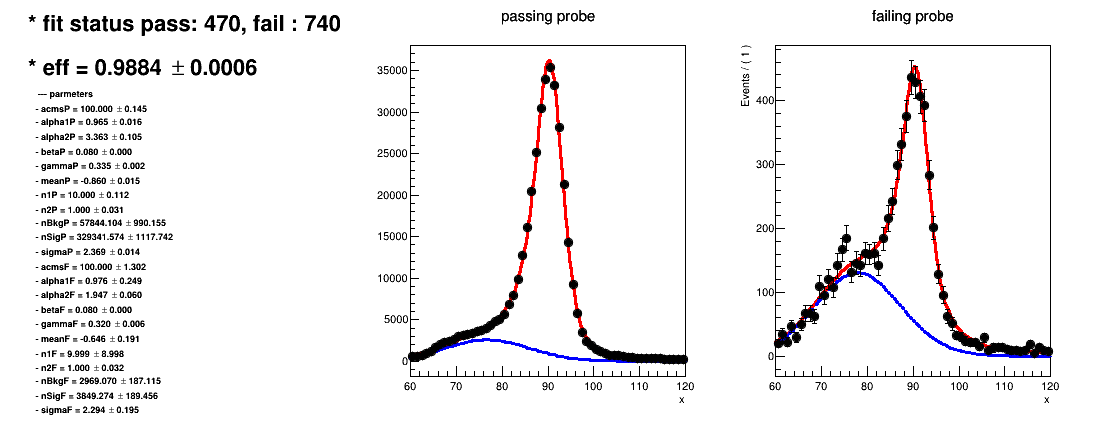 * fit status pass: 470, fail : 740
* eff = 0.9884 ± 0.0006
--- parmeters
- acmsP = 100.000 ± 0.145
- alpha1P = 0.965 ± 0.016
- alpha2P = 3.363 ± 0.105
- betaP = 0.080 ± 0.000
- gammaP = 0.335 ± 0.002
- meanP = -0.860 ± 0.015
- n1P = 10.000 ± 0.112
- n2P = 1.000 ± 0.031
- nBkgP = 57844.104 ± 990.155
- nSigP = 329341.574 ± 1117.742
- sigmaP = 2.369 ± 0.014
- acmsF = 100.000 ± 1.302
- alpha1F = 0.976 ± 0.249
- alpha2F = 1.947 ± 0.060
- betaF = 0.080 ± 0.000
- gammaF = 0.320 ± 0.006
- meanF = -0.646 ± 0.191
- n1F = 9.999 ± 8.998
- n2F = 1.000 ± 0.032
- nBkgF = 2969.070 ± 187.115
- nSigF = 3849.274 ± 189.456
- sigmaF = 2.294 ± 0.195
passing probe
35000
30000
25000
20000
15000
10000
5000
0
60 70 80 90 100 110 120
x
failing probe
Events / ( 1 )
400
300
200
100
0
60 70 80 90 100 110 120
x